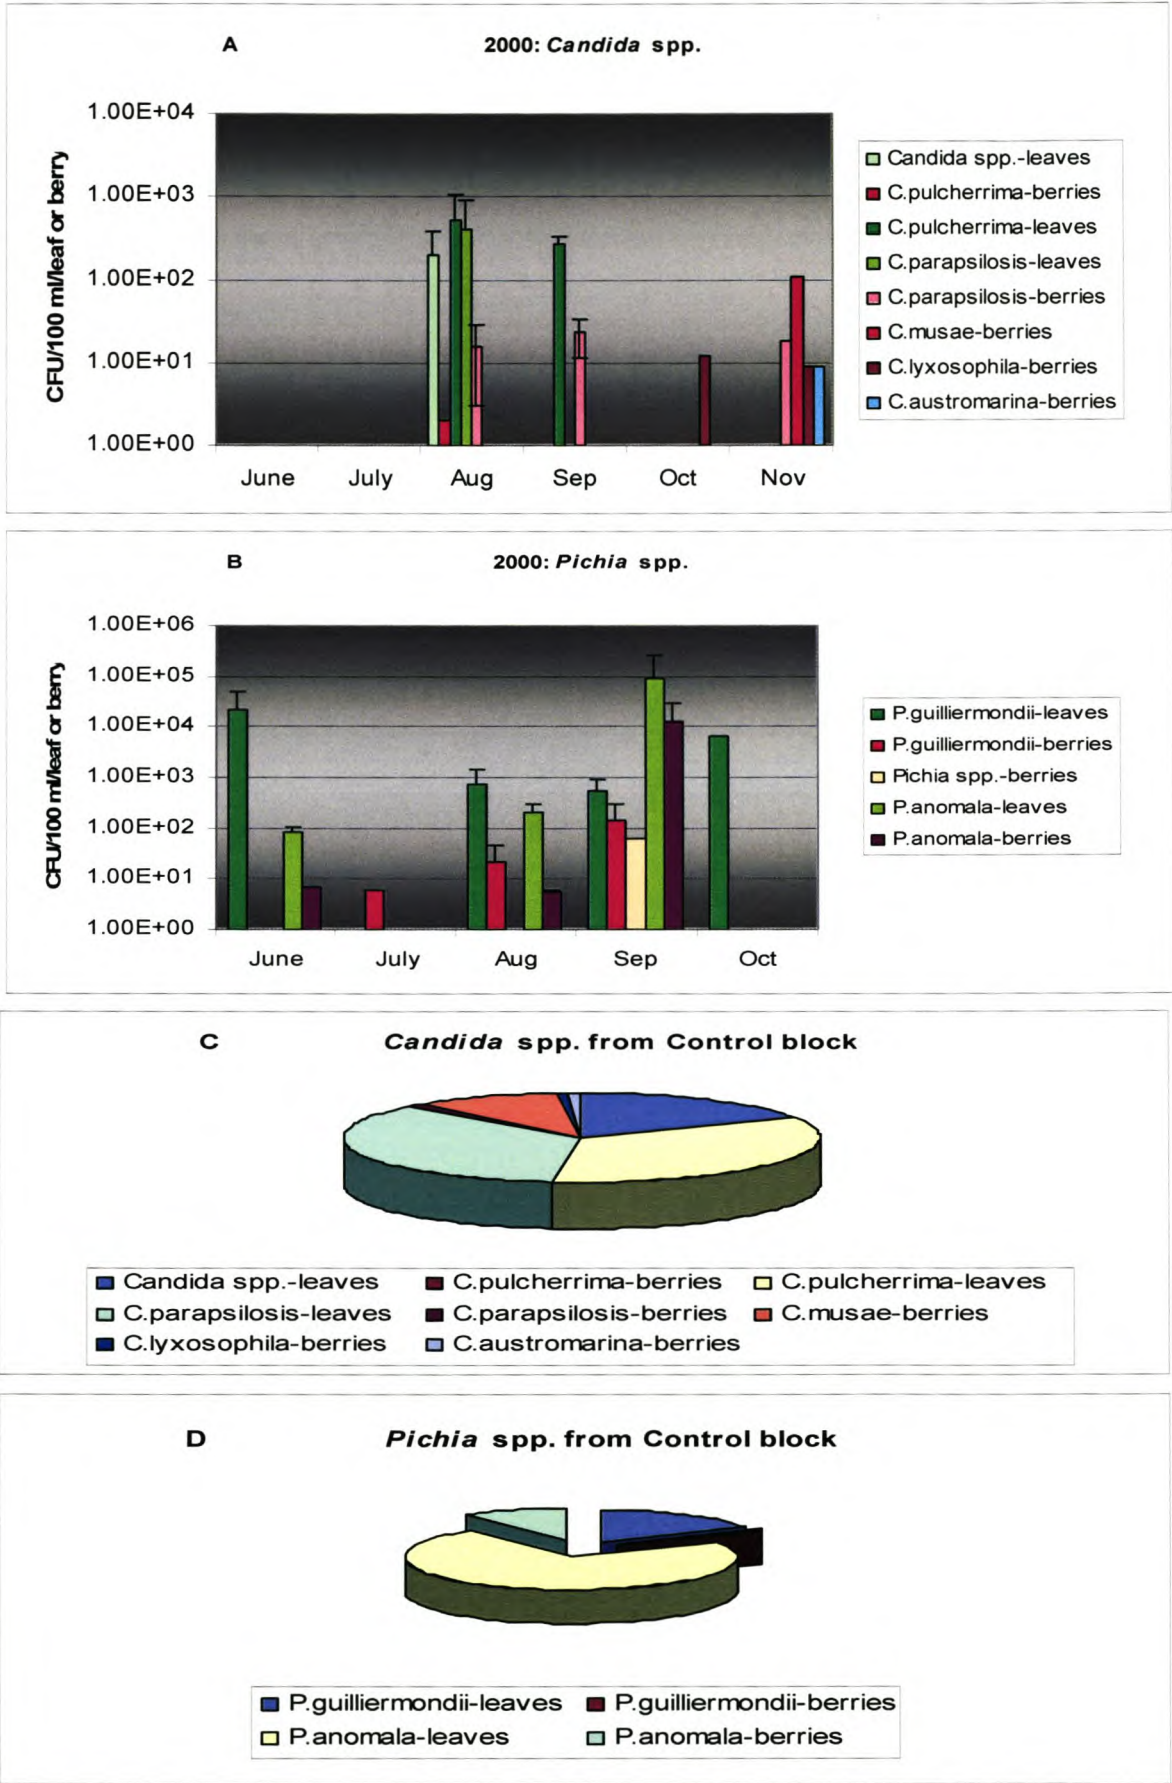 A 2000: Candida spp.
1.00E+04
1.00E+03
1.00E+02
1.00E+01
1.00E+00
CFU/100 ml/leaf or berry
June July Aug Sep Oct Nov
Candida spp.-leaves
C.pulcherrima-berries
C.pulcherrima-leaves
C.parapsilosis-leaves
C.parapsilosis-berries
C.musae-berries
C.lyxosophila-berries
C.austromarina-berries
B 2000: Pichia spp.
1.00E+06
1.00E+05
1.00E+04
1.00E+03
1.00E+02
1.00E+01
1.00E+00
CFU/100 ml/leaf or berry
June July Aug Sep Oct
P.guilliermondii-leaves
P.guilliermondii-berries
Pichia spp.-berries
P.anomala-leaves
P.anomala-berries
C Candida spp. from Control block
Candida spp.-leaves C.pulcherrima-berries C.pulcherrima-leaves
C.parapsilosis-leaves C.parapsilosis-berries C.musae-berries
C.lyxosophila-berries C.austromarina-berries
D Pichia spp. from Control block
P.guilliermondii-leaves P.guilliermondii-berries
P.anomala-leaves P.anomala-berries